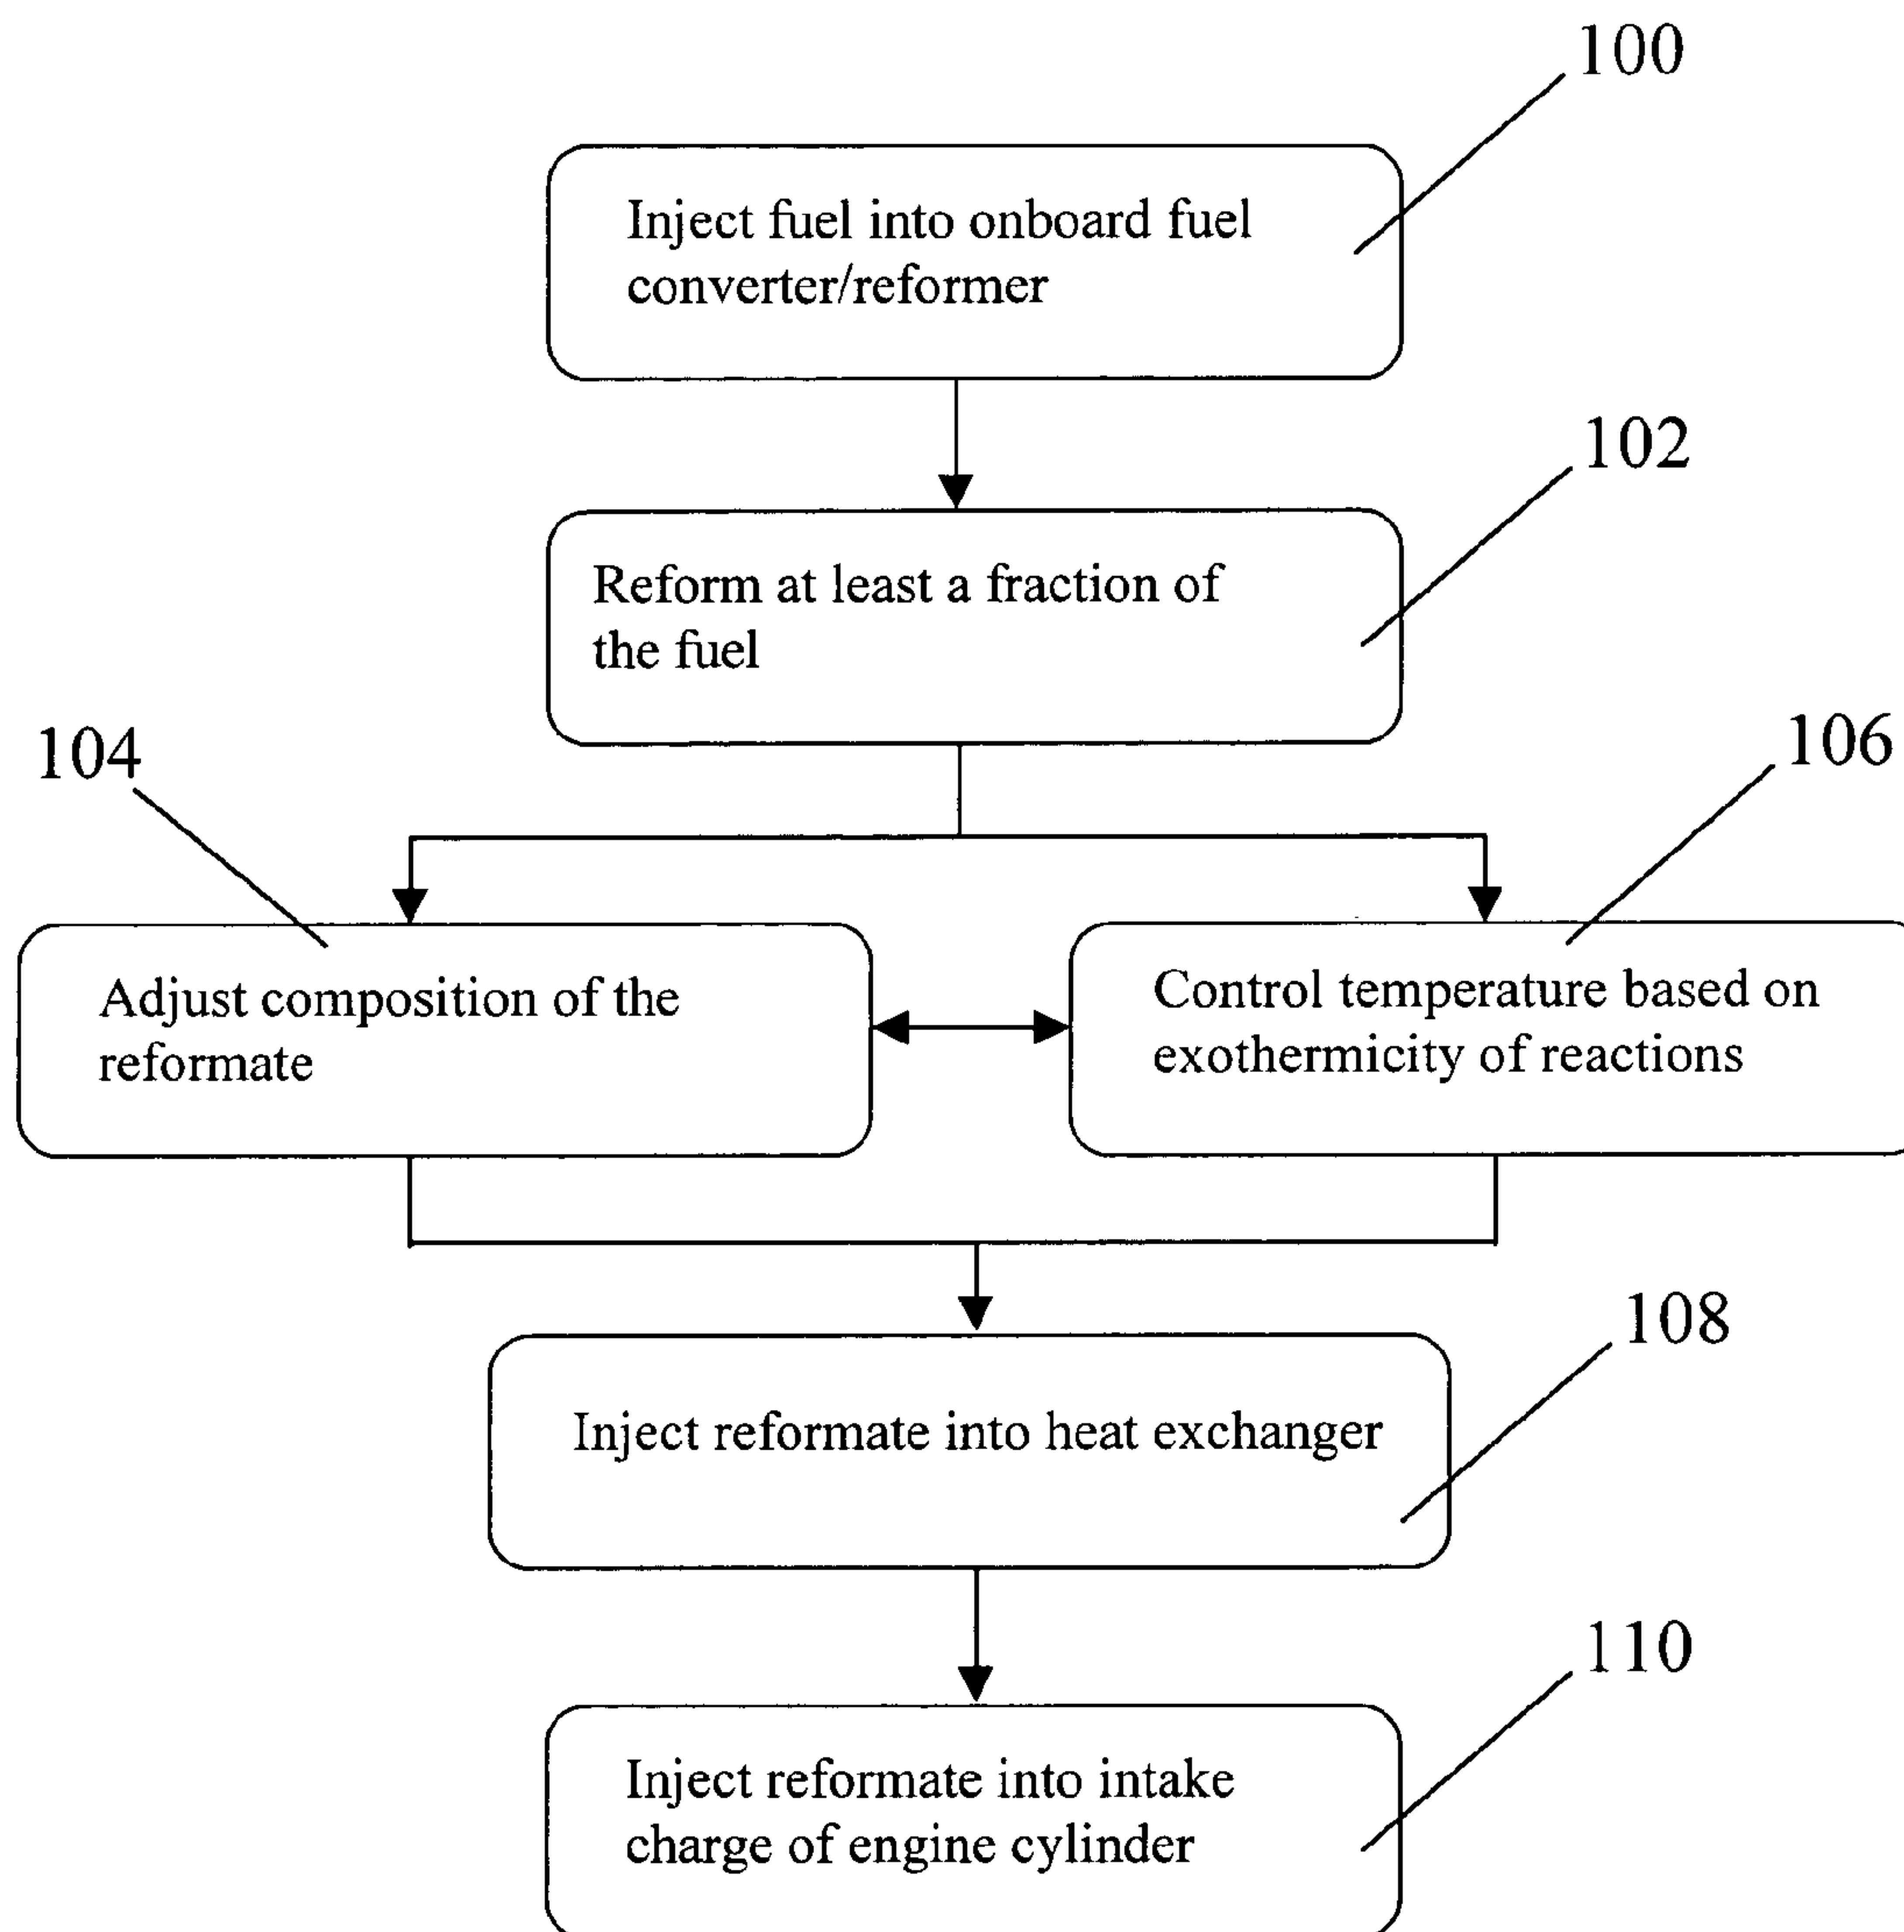 100
Inject fuel into onboard fuel
converter/reformer
102
Reform at least a fraction of
the fuel
104
106
Adjust composition of the
reformate
Control temperature based on
exothermicity of reactions
108
Inject reformate into heat exchanger
110
Inject reformate into intake
charge of engine cylinder